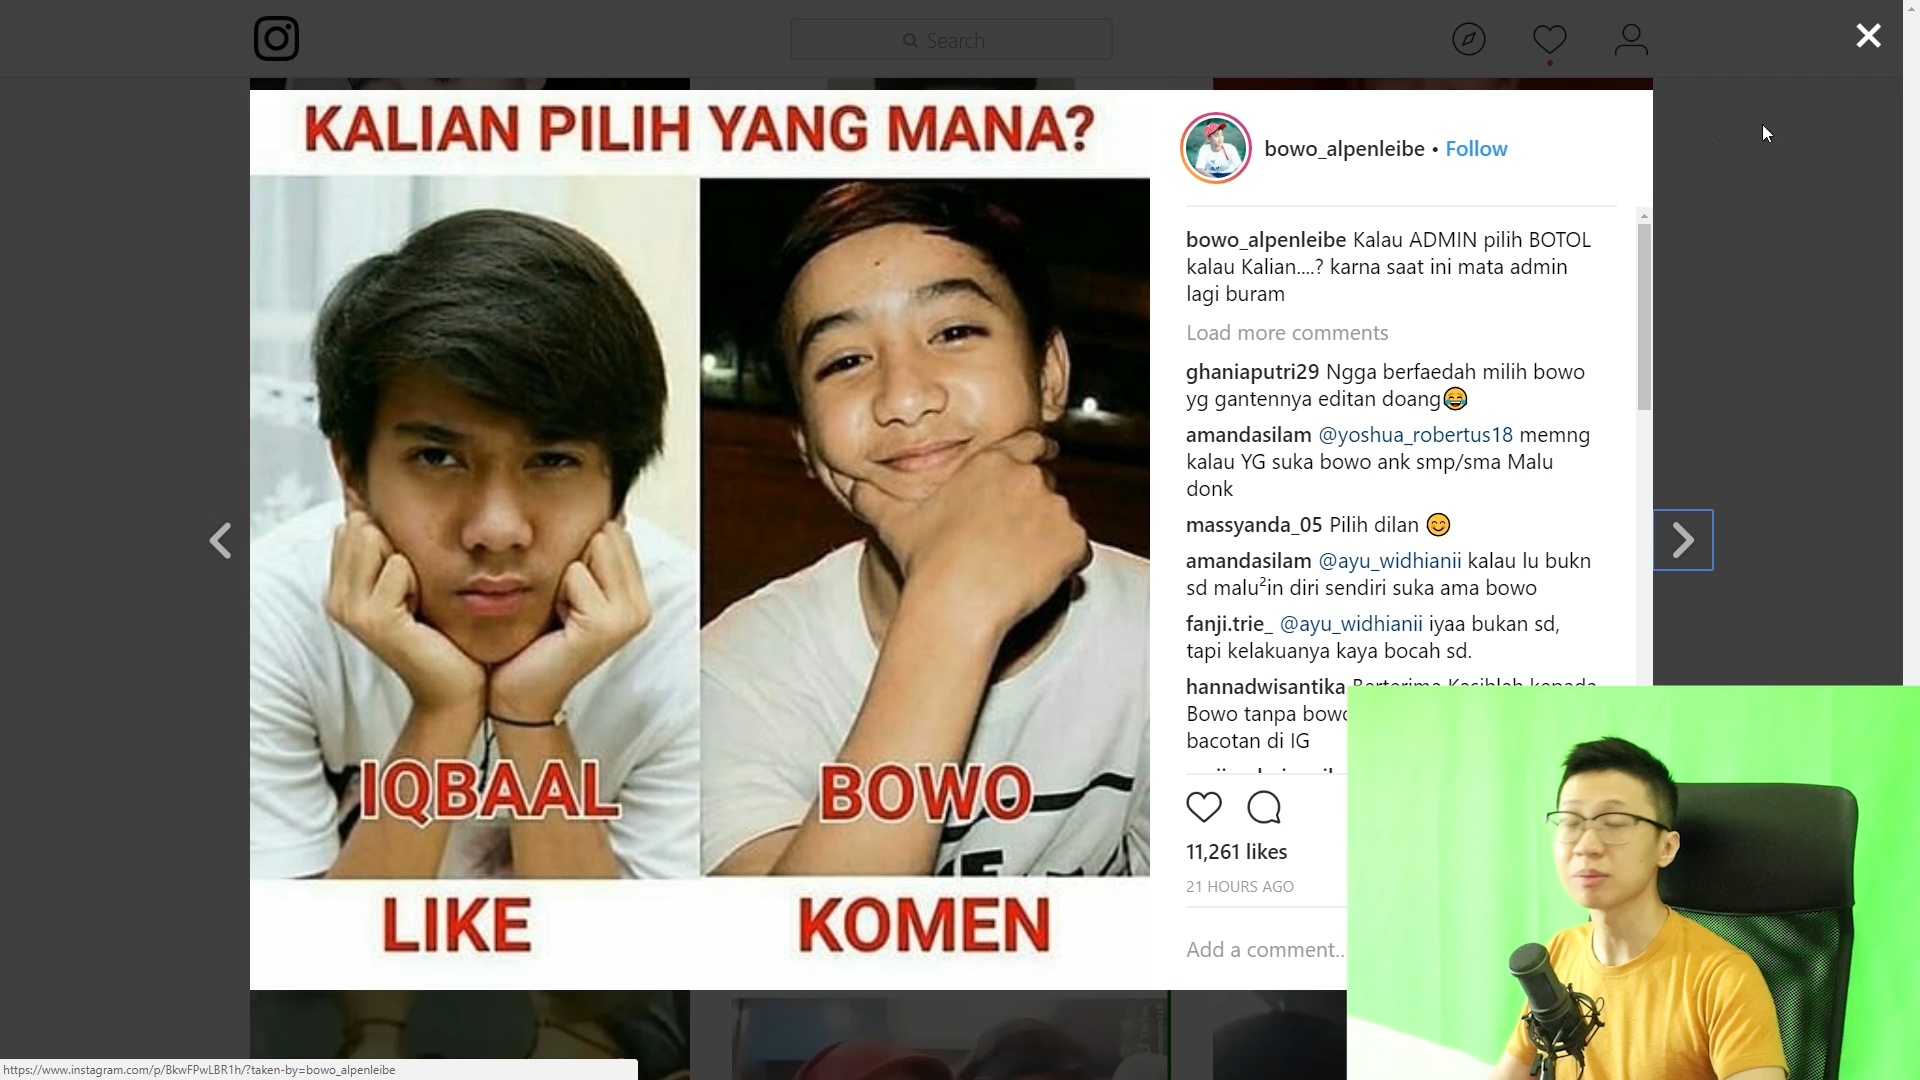 Search
KALIAN PILIH YANG MANA?
IQBAAL
BOWO
LIKE
KOMEN
bowo_alpenleibe • Follow
bowo_alpenleibe Kalau ADMIN pilih BOTOL
kalau Kalian....? karna saat ini mata admin
lagi buram
Load more comments
ghaniaputri29 Ngga berfaedah milih bowo
yg gantennya editan doang😂
amandasilam @yoshua_robertus18 memng
kalau YG suka bowo ank smp/sma Malu
donk
massyanda_05 Pilih dilan 😊
amandasilam @ayu_widhianii kalau lu bukn
sd malu²in diri sendiri suka ama bowo
fanji.trie_ @ayu_widhianii iyaa bukan sd,
tapi kelakuanya kaya bocah sd.
hannadwisantika Berterima Kasihlah kepada
Bowo tanpa bowo
bacotan di IG
11,261 likes
21 HOURS AGO
Add a comment...
https://www.instagram.com/p/BkwFPwLBR1h/?taken-by=bowo_alpenleibe